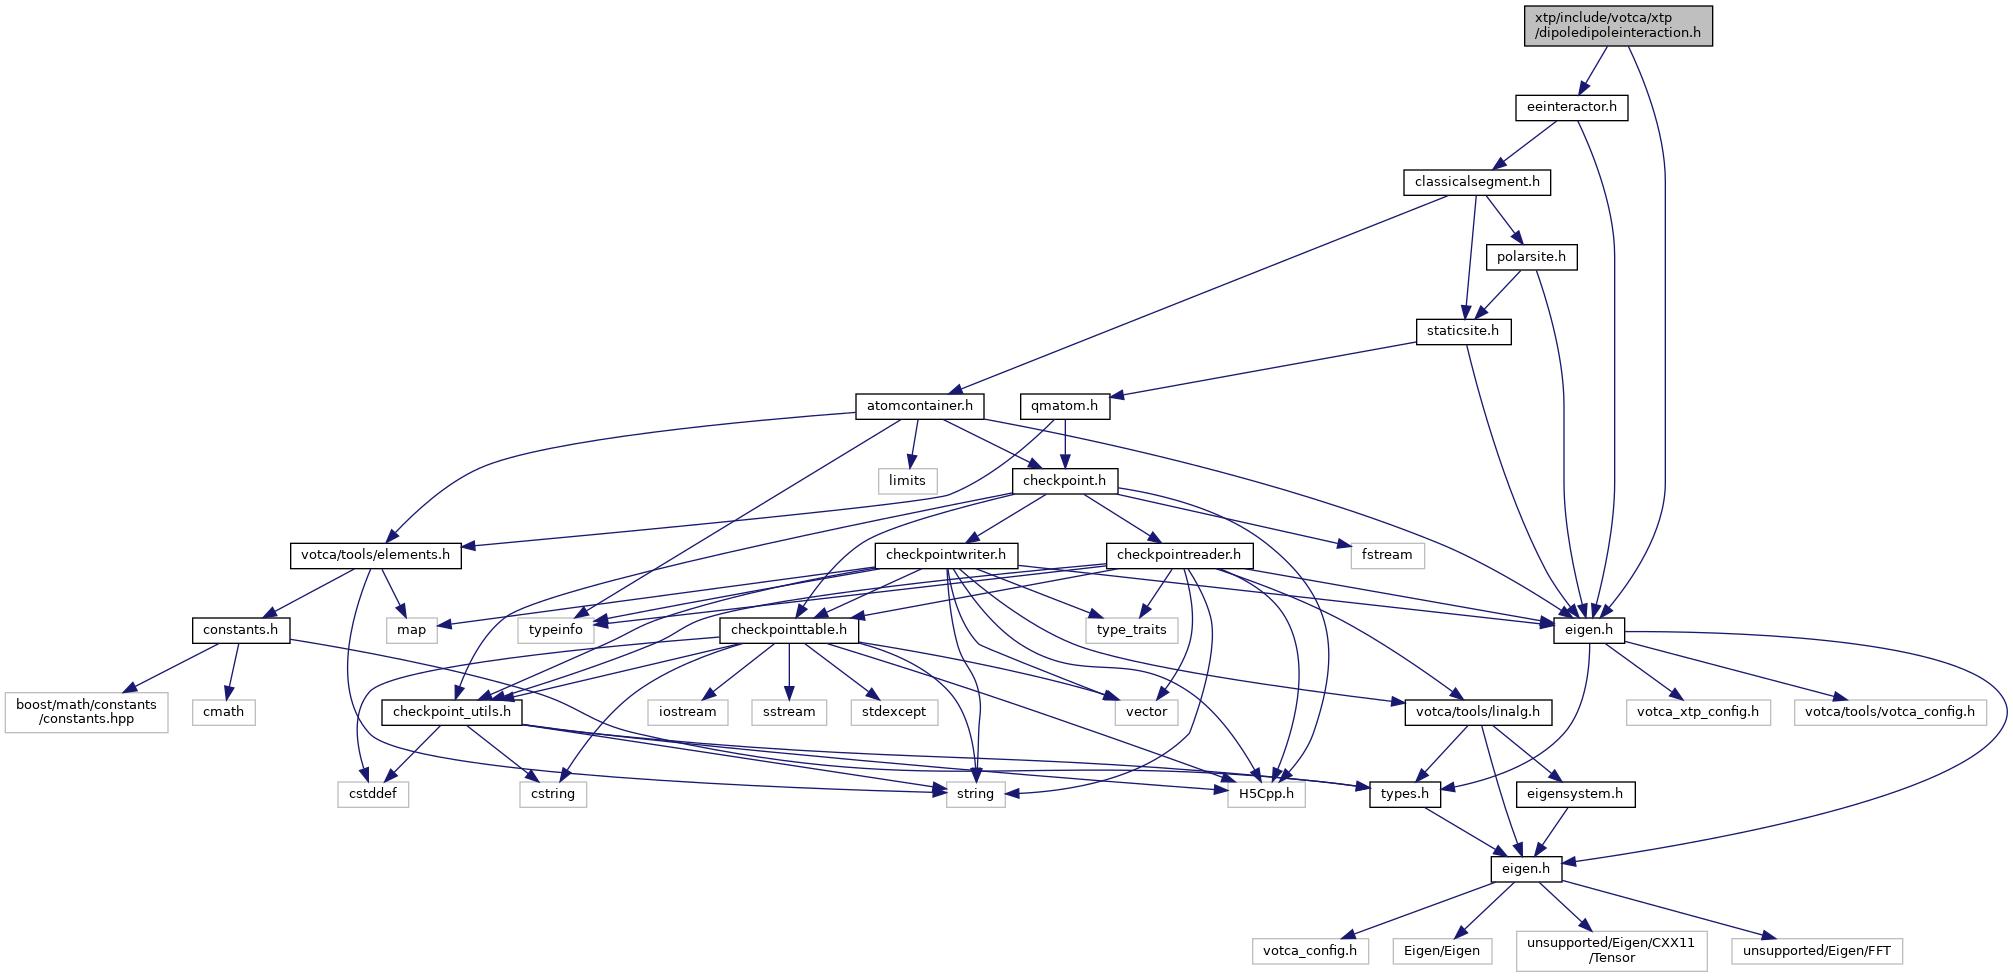 xtp/include/votca/xtp
/dipoledipoleinteraction.h
eeinteractor.h
classicalsegment.h
polarsite.h
staticsite.h
atomcontainer.h
qmatom.h
limits
checkpoint.h
votca/tools/elements.h
checkpointwriter.h
checkpointreader.h
fstream
constants.h
map
typeinfo
checkpointtable.h
type_traits
eigen.h
boost/math/constants
/constants.hpp
cmath
checkpoint_utils.h
iostream
sstream
stdexcept
vector
votca/tools/linalg.h
votca_xtp_config.h
votca/tools/votca_config.h
cstddef
cstring
string
H5Cpp.h
types.h
eigensystem.h
eigen.h
votca_config.h
Eigen/Eigen
unsupported/Eigen/CXX11
/Tensor
unsupported/Eigen/FFT